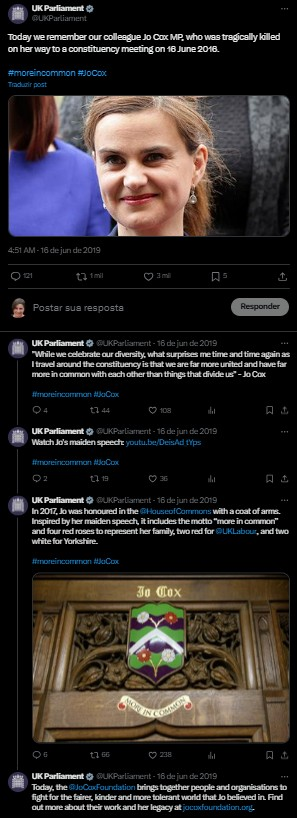 UK Parliament
@UKParliament
Today we remember our colleague Jo Cox MP, who was tragically killed
on her way to a constituency meeting on 16 June 2016.
#moreincommon #JoCox
Traduzir post
4:51 AM · 16 de jun de 2019
121 1 mil 3 mil 5
Postar sua resposta
Responder
UK Parliament @UKParliament · 16 de jun de 2019
"While we celebrate our diversity, what surprises me time and time again as
I travel around the constituency is that we are far more united and have far
more in common with each other than things that divide us" - Jo Cox
#moreincommon #JoCox
4 44 108
UK Parliament @UKParliament · 16 de jun de 2019
Watch Jo's maiden speech:
#moreincommon #JoCox
2 19 36
UK Parliament @UKParliament · 16 de jun de 2019
In 2017, Jo was honoured in the @HouseofCommons with a coat of arms.
Inspired by her maiden speech, it includes the motto "more in common"
and four red roses to represent her family, two red for @UKLabour, and two
white for Yorkshire.
#moreincommon #JoCox
Jo Cox
MORE IN COMMON
6 66 238
UK Parliament @UKParliament · 16 de jun de 2019
Today, the @JoCoxFoundation brings together people and organisations to
fight for the fairer, kinder and more tolerant world that Jo believed in. Find
out more about their work and her legacy at jocoxfoundation.org.